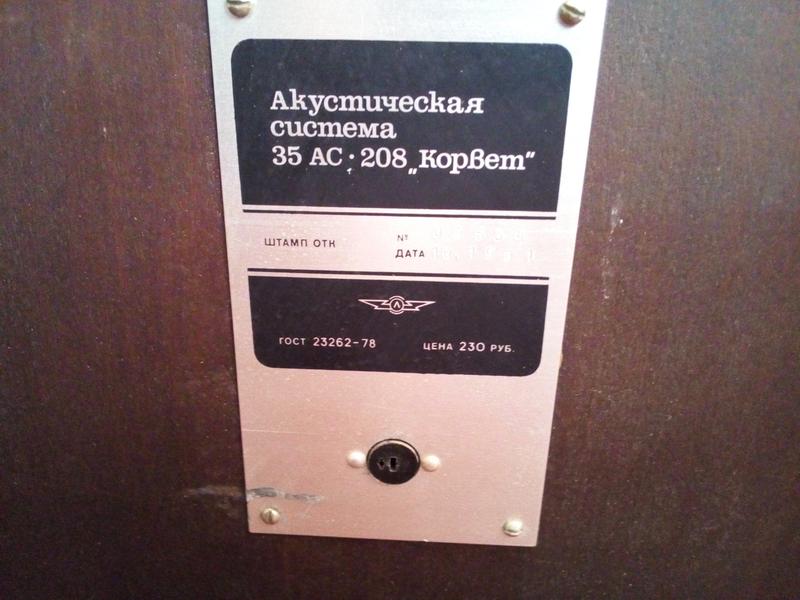 Акустическая
система
35 АС·208 „Корвет"
ШТАМП ОТК №
ДАТА
Л
ГОСТ 23262-78 ЦЕНА 230 РУБ.